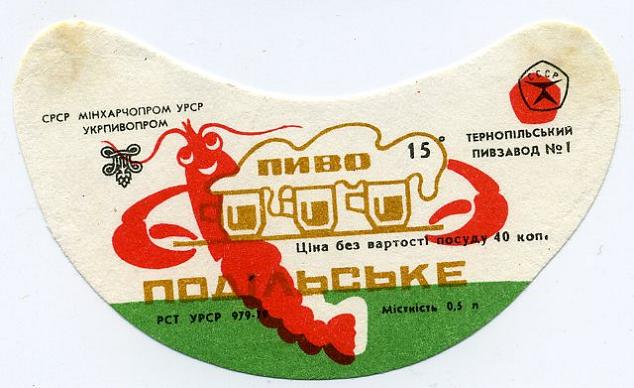 СРСР МІНХАРЧОПРОМ УРСР
УКРПИВОПРОМ
СССР
ТЕРНОПІЛЬСЬКИЙ
ПИВЗАВОД №1
ПИВО 15°
Ціна без вартості посуду 40 коп.
ПОДІЛЬСЬКЕ
РСТ УРСР 979-
Місткість 0,5 л